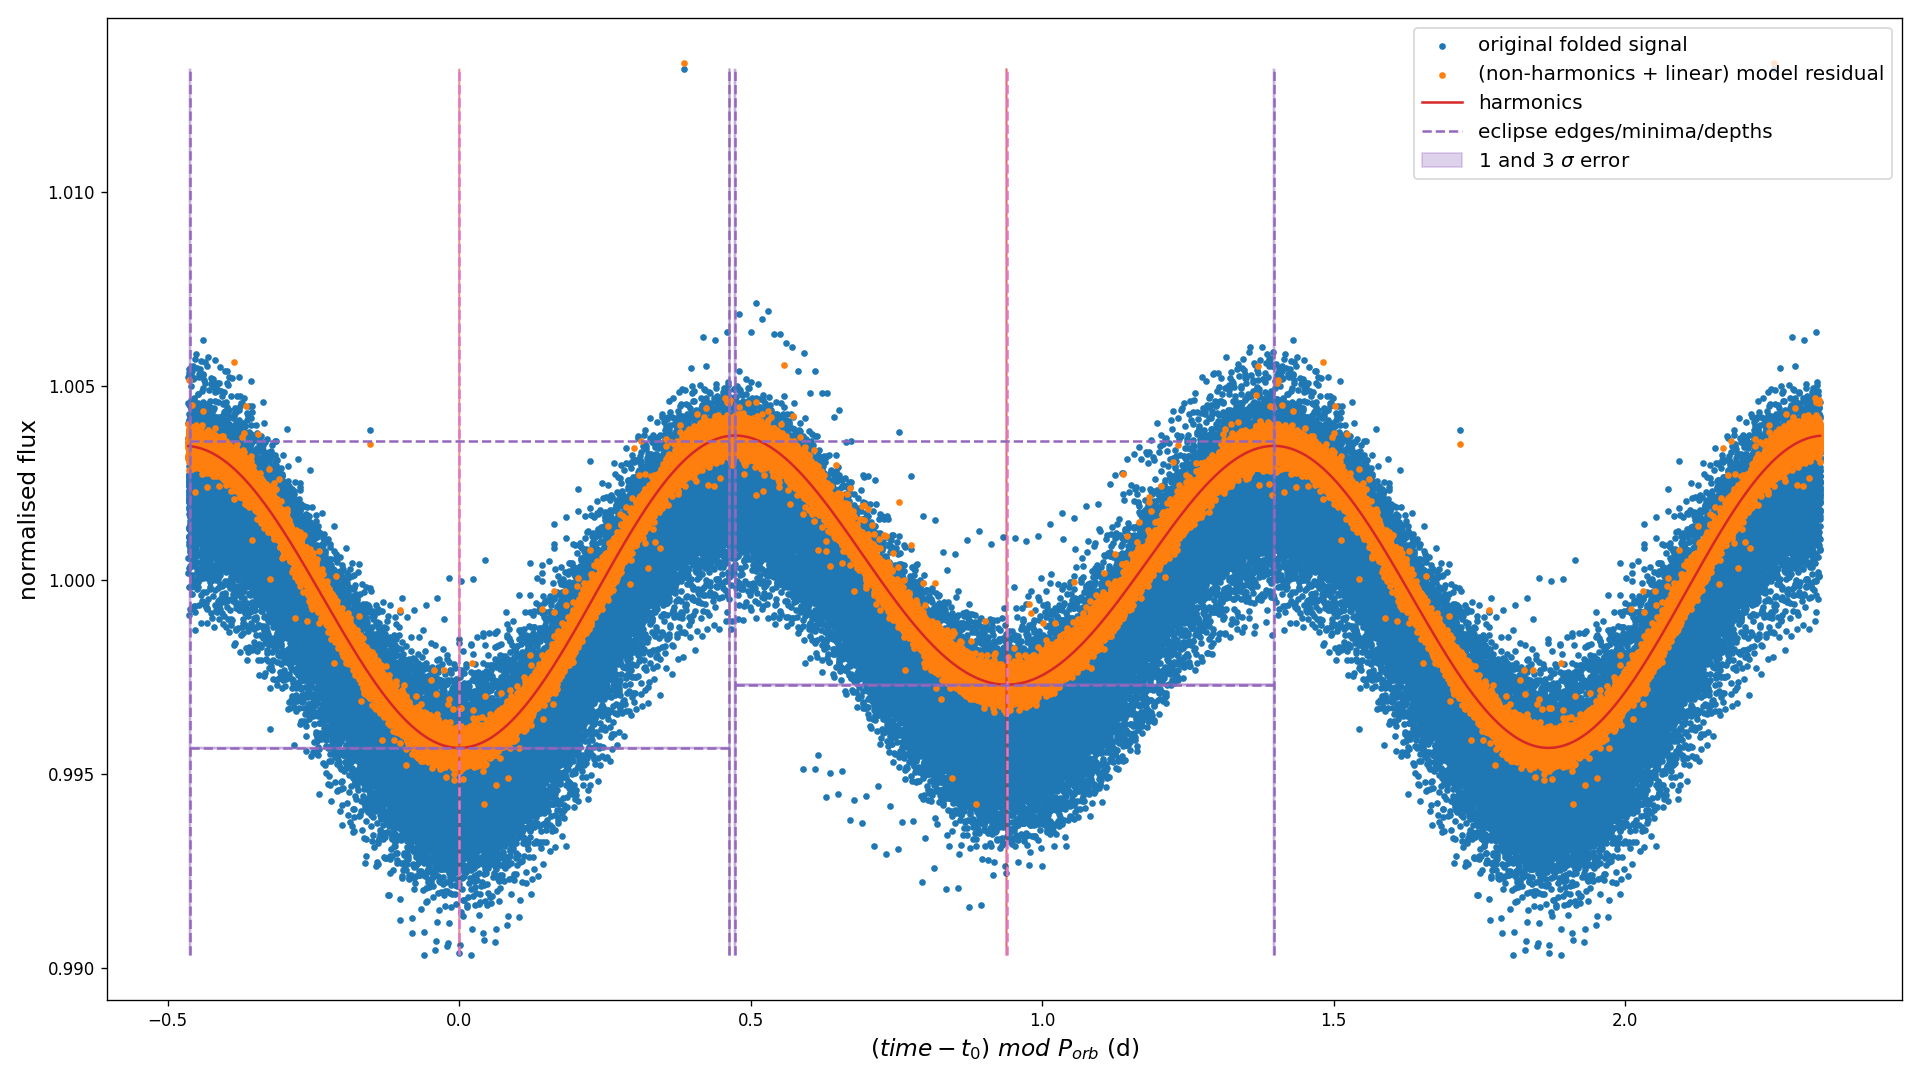 original folded signal
(non-harmonics + linear) model residual
harmonics
eclipse edges/minima/depths
1 and 3 σ error
normalised flux
1.010
1.005
1.000
0.995
0.990
−0.5
0.0
0.5
1.0
1.5
2.0
(time − t₀) mod Pₒᵣb (d)